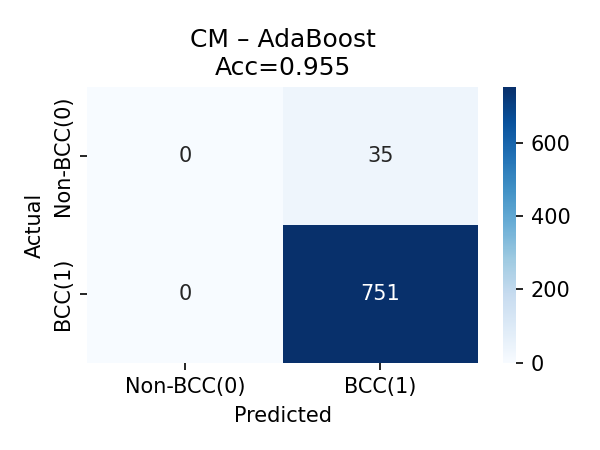 CM – AdaBoost
Acc=0.955
Actual
Non-BCC(0)
BCC(1)
0
35
0
751
Non-BCC(0)
BCC(1)
Predicted
600
400
200
0